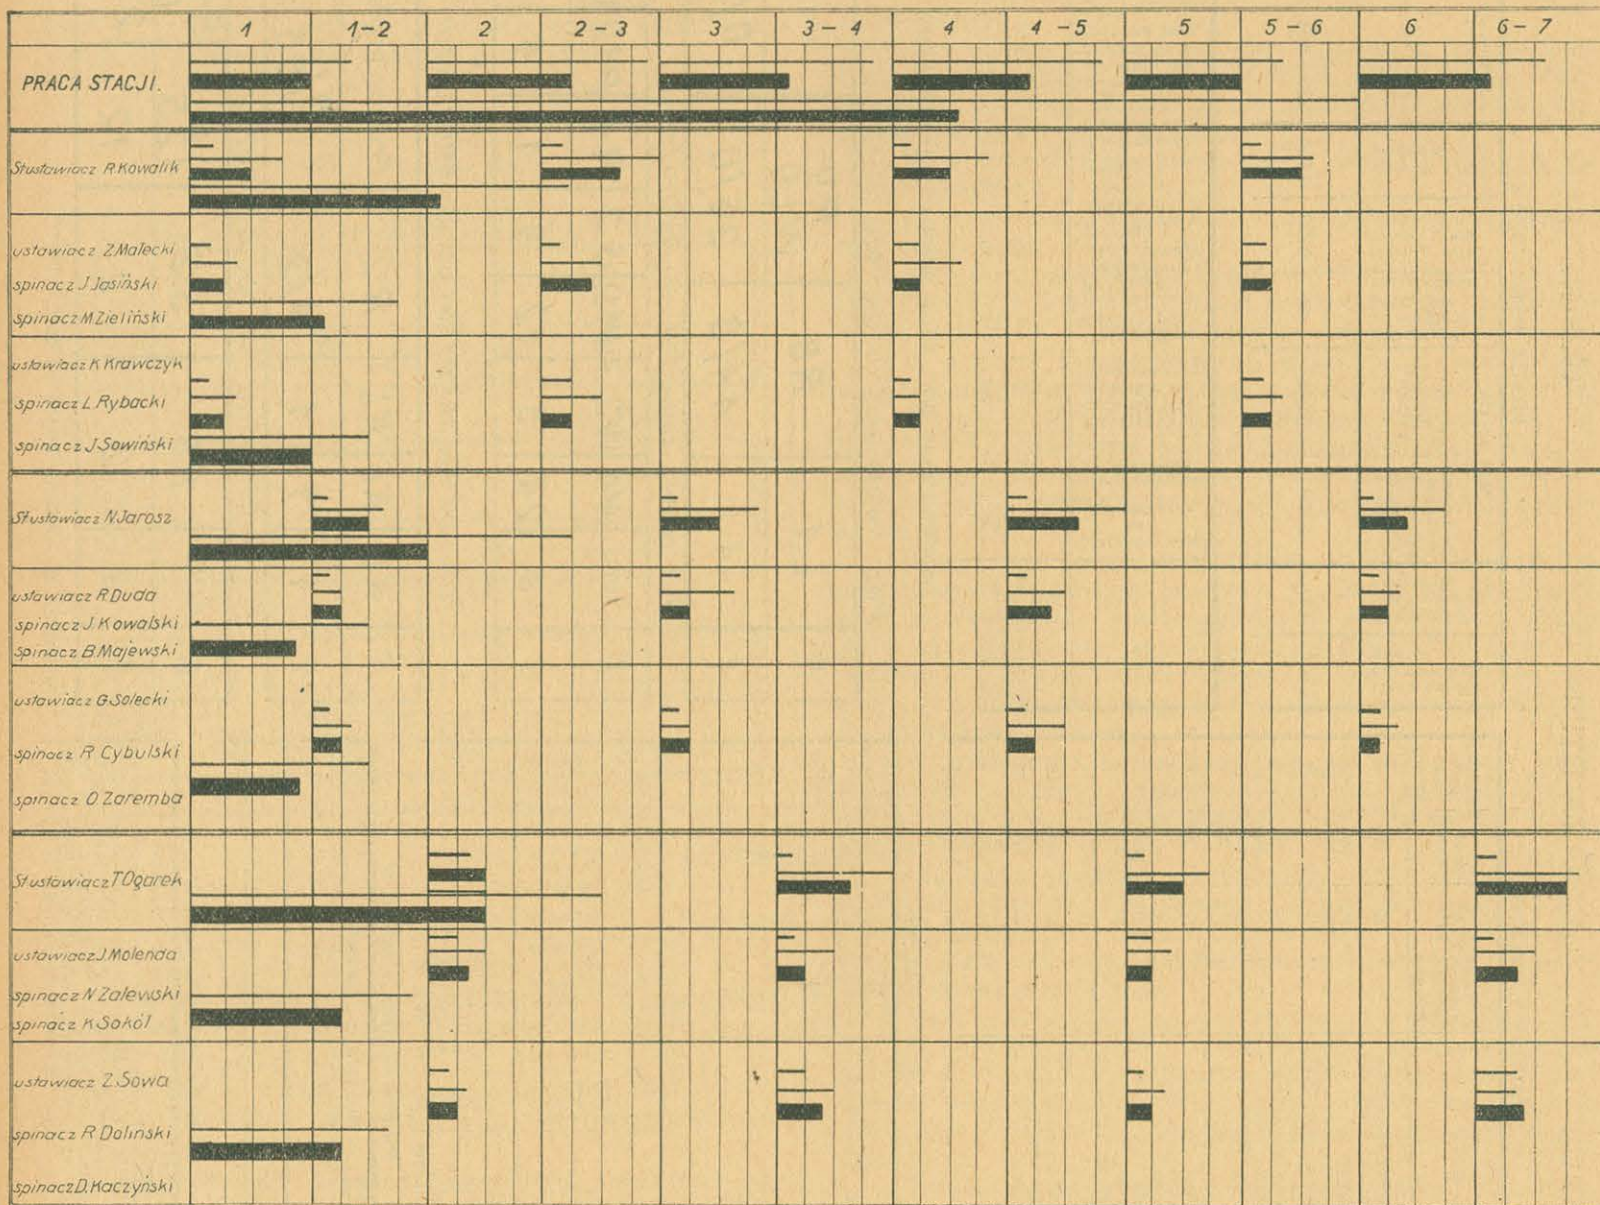 1 1-2 2 2-3 3 3-4 4 4-5 5 5-6 6 6-7
PRACA STACJI.
St ustawiacz R.Kowalik
ustawiacz Z.Małecki
spinacz J.Jasiński
spinacz M.Zieliński
ustawiacz K Krawczyk
spinacz L.Rybacki
spinacz J.Sowiński
St ustawiacz N.Jarosz
ustawiacz R.Duda
spinacz J.Kowalski
spinacz B.Majewski
ustawiacz G.Solecki
spinacz R Cybulski
spinacz O.Zaremba
St ustawiacz T.Ogarek
ustawiacz J.Molenda
spinacz N Zalewski
spinacz K.Sokół
ustawiacz Z.Sowa
spinacz R Doliński
spinacz D.Kaczyński